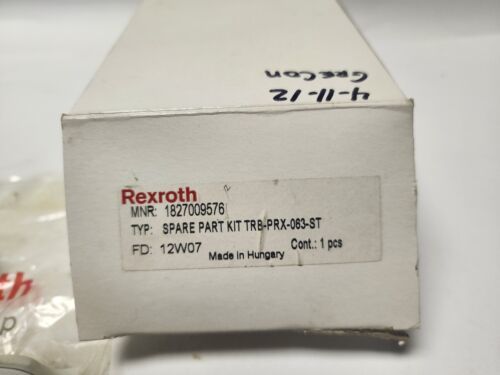 4-11-12
GreCon
Rexroth
MNR: 1827009576
TYP: SPARE PART KIT TRB-PRX-063-ST
FD: 12W07 Cont.: 1 pcs
Made in Hungary
roth
p